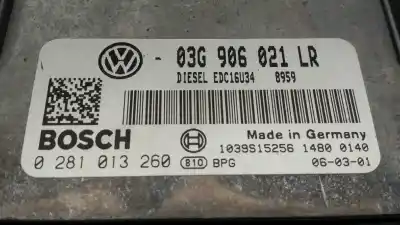 - 03G 906 021 LR
DIESEL EDC16U34 8959
BOSCH
Made in Germany
1039S15256 1480 0140
0 281 013 260 810 BPG 06-03-01